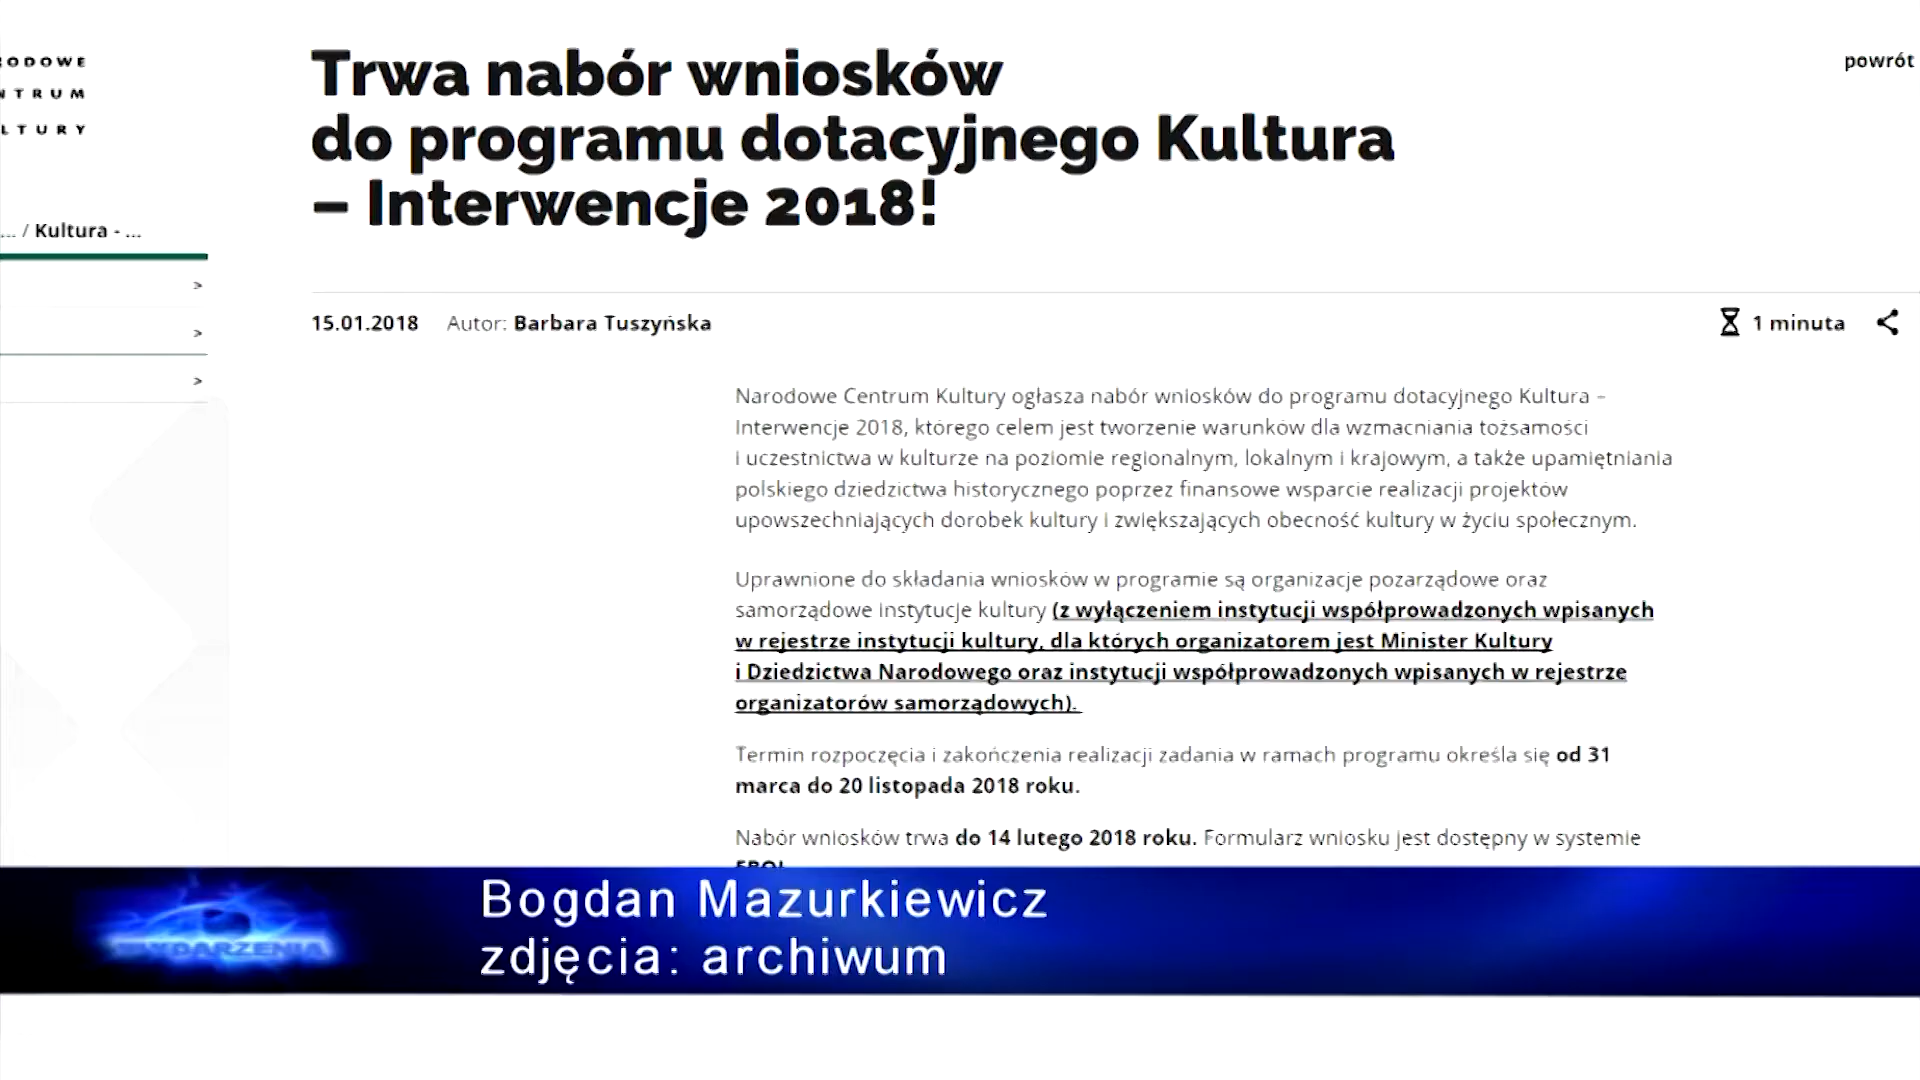 Trwa nabór wniosków
do programu dotacyjnego Kultura
– Interwencje 2018!
powrót
ODOWE
TRUM
LTURY
... / Kultura - ...
>
>
>
15.01.2018 Autor: Barbara Tuszyńska
1 minuta
Narodowe Centrum Kultury ogłasza nabór wniosków do programu dotacyjnego Kultura –
Interwencje 2018, którego celem jest tworzenie warunków dla wzmacniania tożsamości
i uczestnictwa w kulturze na poziomie regionalnym, lokalnym i krajowym, a także upamiętniania
polskiego dziedzictwa historycznego poprzez finansowe wsparcie realizacji projektów
upowszechniających dorobek kultury i zwiększających obecność kultury w życiu społecznym.
Uprawnione do składania wniosków w programie są organizacje pozarządowe oraz
samorządowe instytucje kultury (z wyłączeniem instytucji współprowadzonych wpisanych
w rejestrze instytucji kultury, dla których organizatorem jest Minister Kultury
i Dziedzictwa Narodowego oraz instytucji współprowadzonych wpisanych w rejestrze
organizatorów samorządowych).
Termin rozpoczęcia i zakończenia realizacji zadania w ramach programu określa się od 31
marca do 20 listopada 2018 roku.
Nabór wniosków trwa do 14 lutego 2018 roku. Formularz wniosku jest dostępny w systemie
WYDARZENIA
Bogdan Mazurkiewicz
zdjęcia: archiwum